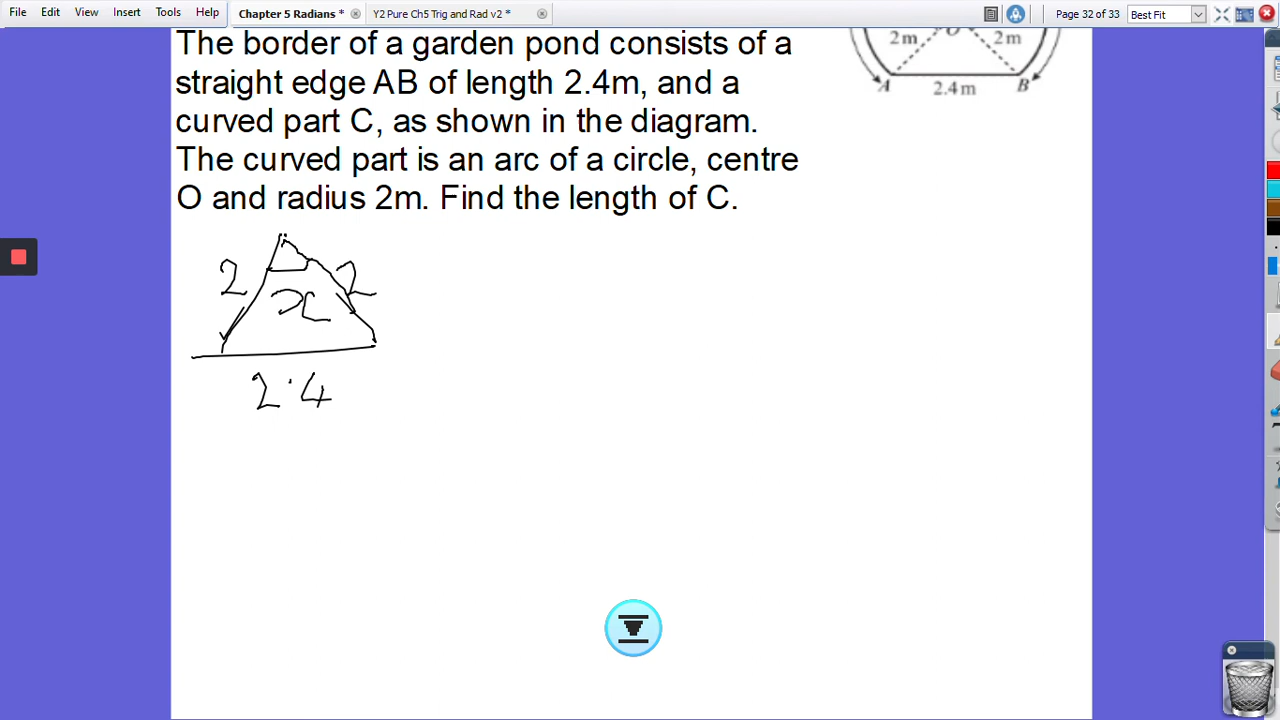 File Edit View Insert Tools Help Chapter 5 Radians * Y2 Pure Ch5 Trig and Rad v2 * Page 32 of 33 Best Fit
The border of a garden pond consists of a
straight edge AB of length 2.4m, and a
curved part C, as shown in the diagram.
The curved part is an arc of a circle, centre
O and radius 2m. Find the length of C.
2 m O 2 m
A 2.4 m B
2 2
x
2.4